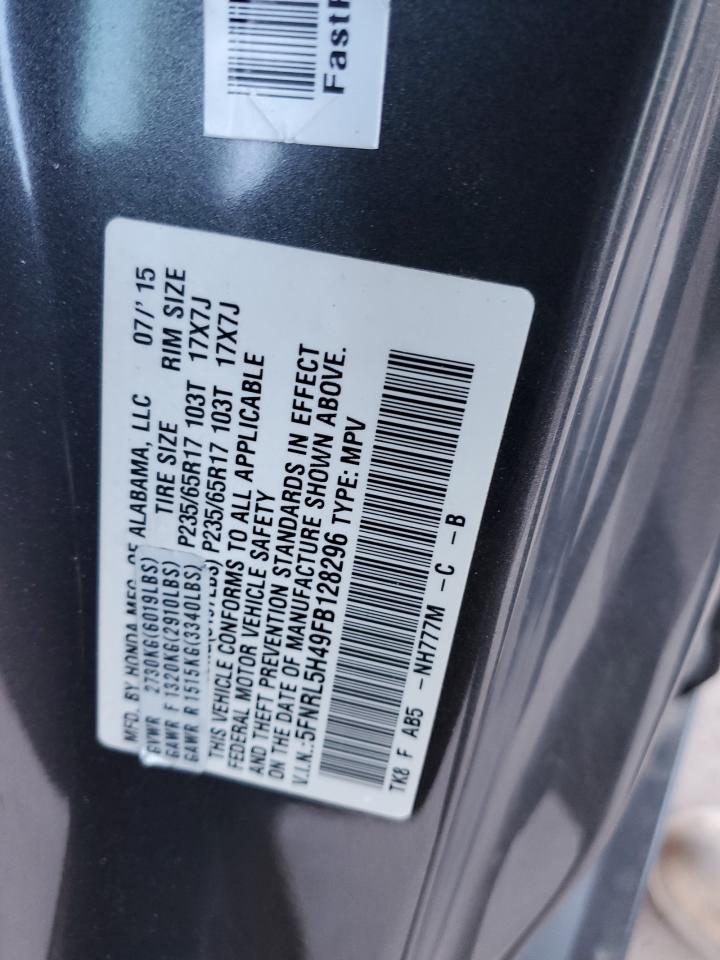 FastF
MFD. BY HONDA MFG. OF ALABAMA, LLC 07/' 15
TIRE SIZE RIM SIZE
GVWR 2730KG(6019LBS)
GAWR F 1320KG(2910LBS) P235/65R17 103T 17X7J
GAWR R 1515KG(3340LBS) P235/65R17 103T 17X7J
THIS VEHICLE CONFORMS TO ALL APPLICABLE
FEDERAL MOTOR VEHICLE SAFETY
AND THEFT PREVENTION STANDARDS IN EFFECT
ON THE DATE OF MANUFACTURE SHOWN ABOVE.
V.I.N.:5FNRL5H49FB128296 TYPE: MPV
TK8 F AB5 -NH777M -C -B